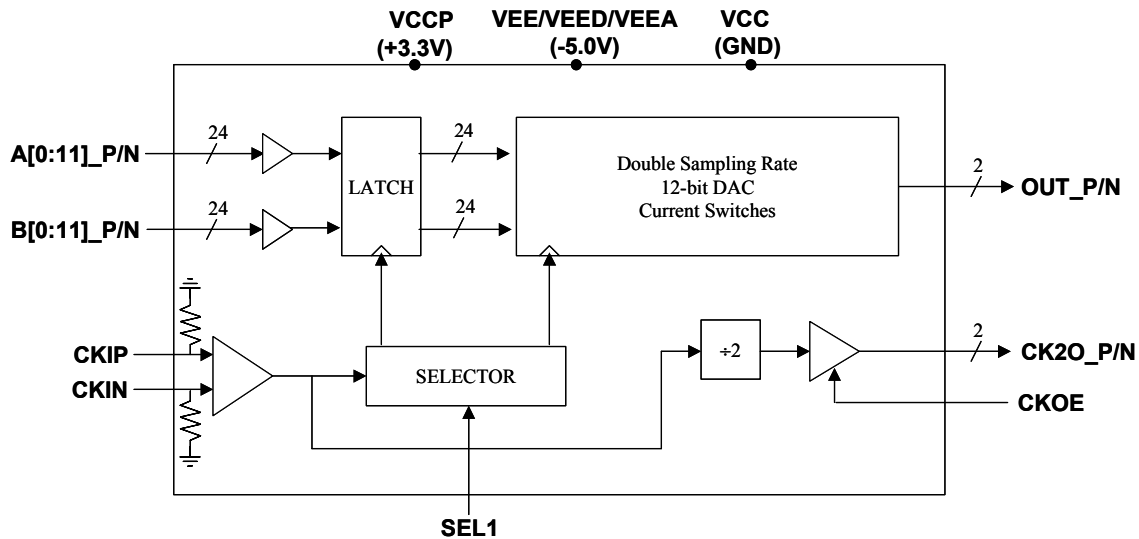 VCCP
(+3.3V)
VEE/VEED/VEEA
(-5.0V)
VCC
(GND)
A[0:11]_P/N
24
LATCH
24
Double Sampling Rate
12-bit DAC
Current Switches
2
OUT_P/N
B[0:11]_P/N
24
24
CKIP
CKIN
SELECTOR
÷2
2
CK2O_P/N
CKOE
SEL1